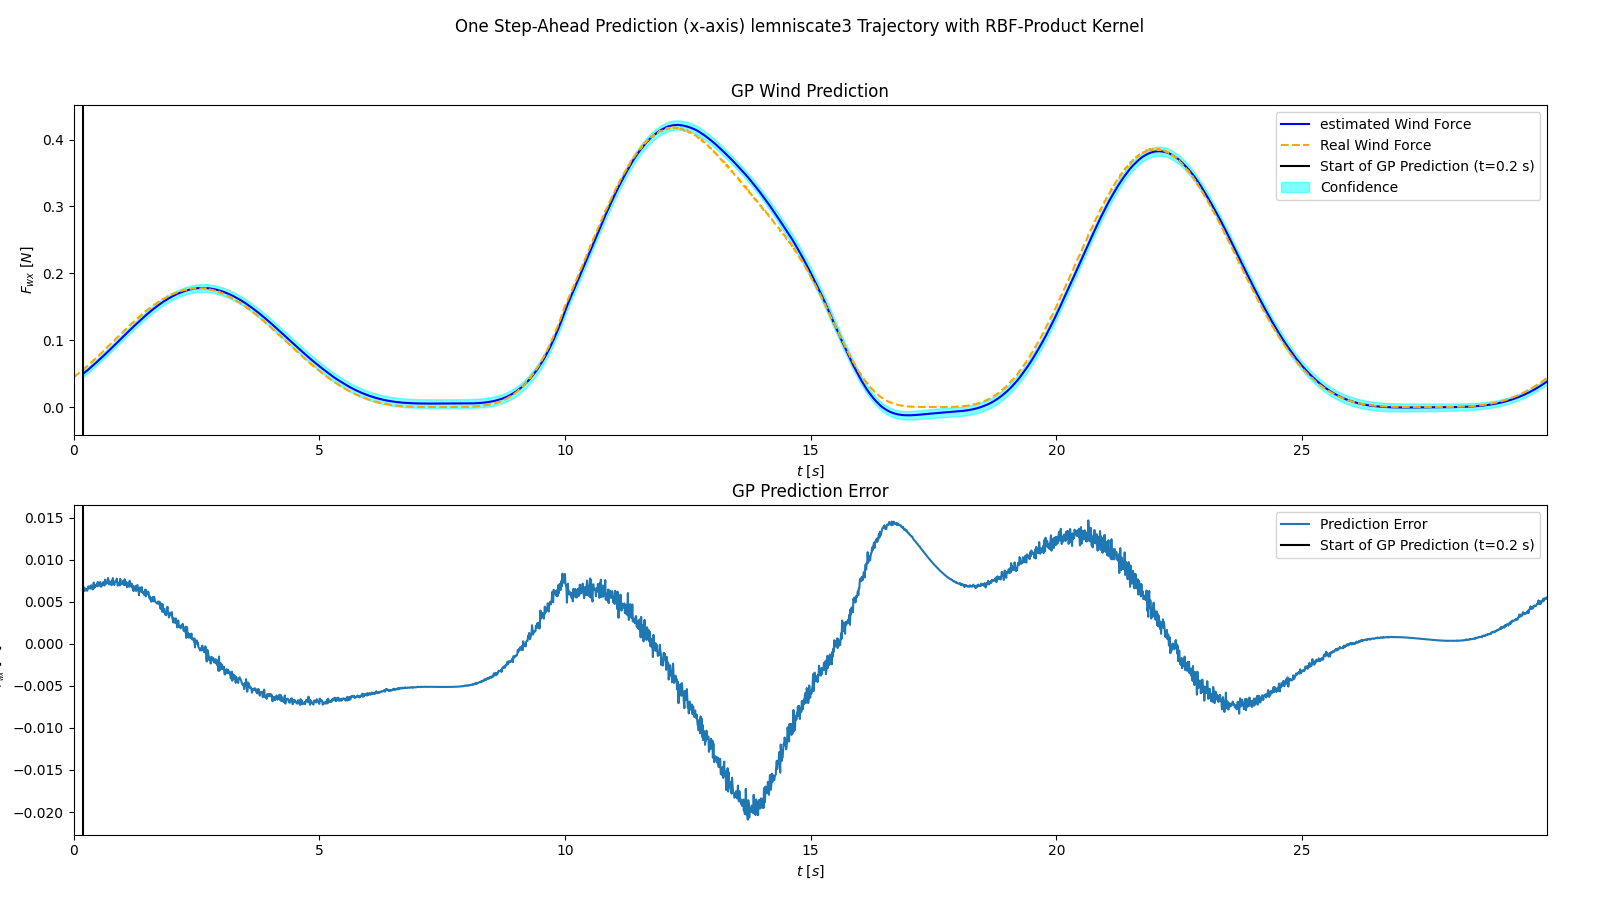 One Step-Ahead Prediction (x-axis) lemniscate3 Trajectory with RBF-Product Kernel
GP Wind Prediction
estimated Wind Force
Real Wind Force
Start of GP Prediction (t=0.2 s)
Confidence
F_wx [N]
0.4
0.3
0.2
0.1
0.0
0 5 10 15 20 25
t [s]
GP Prediction Error
Prediction Error
Start of GP Prediction (t=0.2 s)
0.015
0.010
0.005
0.000
−0.005
−0.010
−0.015
−0.020
0 5 10 15 20 25
t [s]